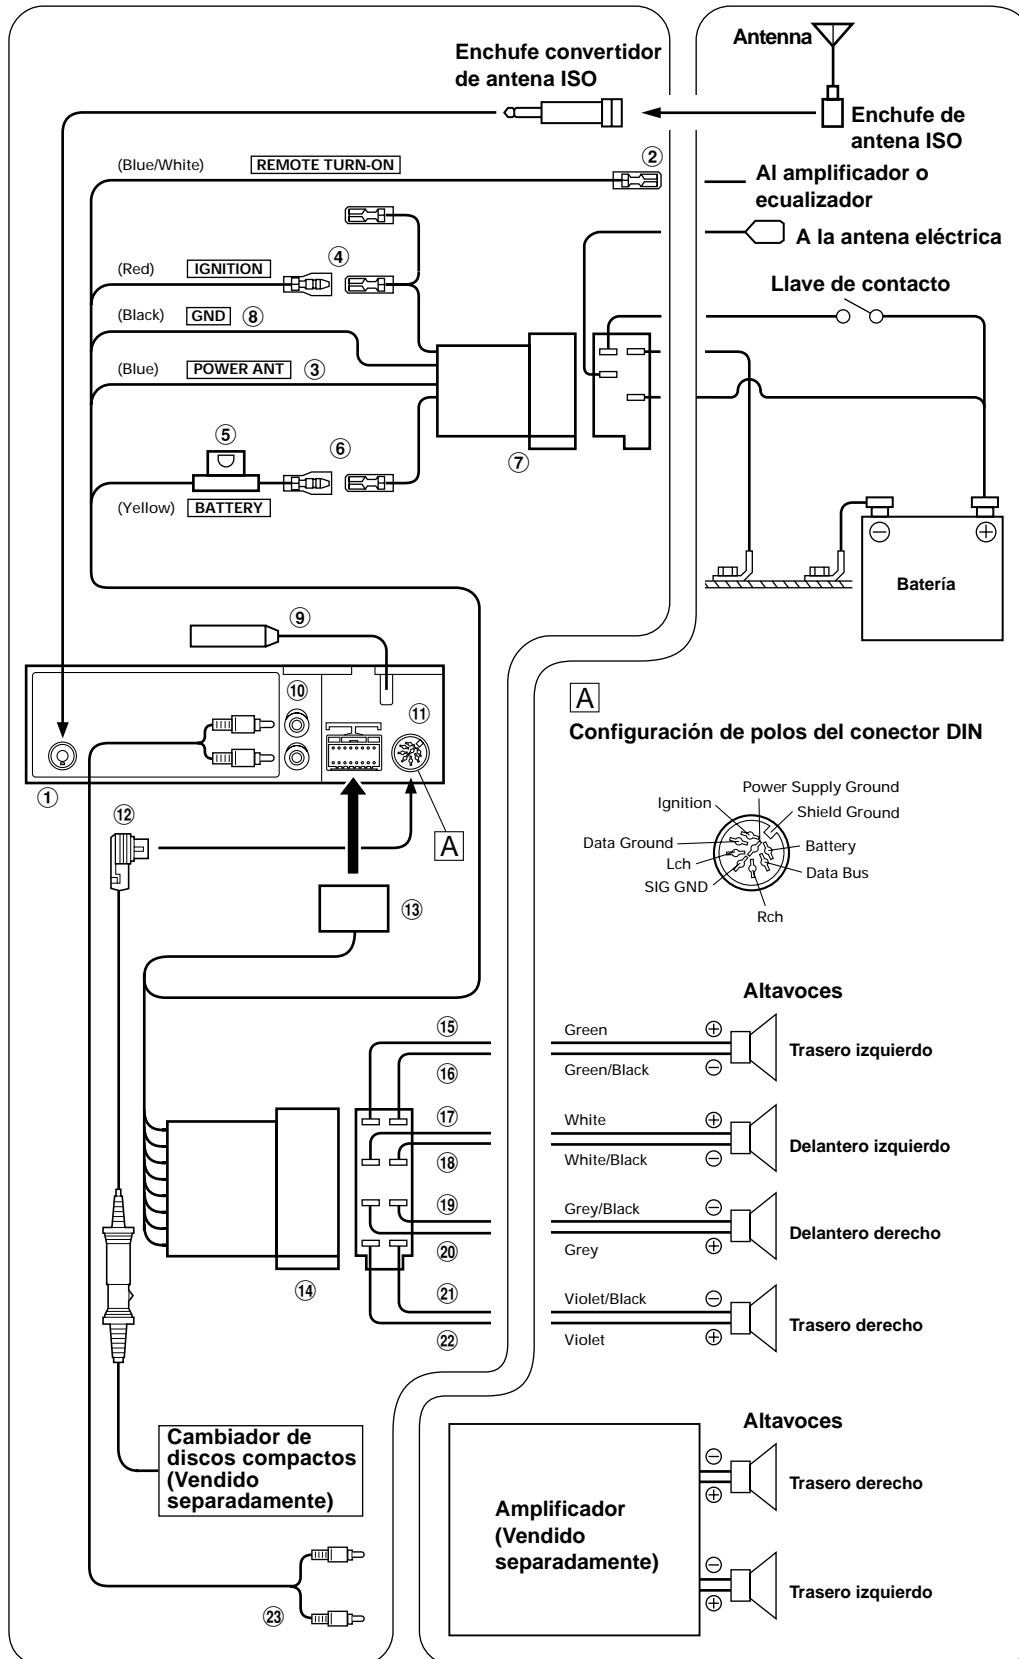 Antenna
Enchufe convertidor
de antena ISO
Enchufe de
antena ISO
(Blue/White) REMOTE TURN-ON
②
Al amplificador o
ecualizador
A la antena eléctrica
(Red) IGNITION
④
Llave de contacto
(Black) GND ⑧
(Blue) POWER ANT ③
⑤
⑥
⑦
(Yellow) BATTERY
⊖ ⊕
Batería
⑨
⑩
⑪
①
⑫
A
⑬
A
Configuración de polos del conector DIN
Power Supply Ground
Ignition
Shield Ground
Data Ground
Battery
Lch
Data Bus
SIG GND
Rch
Altavoces
⑮ Green ⊕
Trasero izquierdo
⑯ Green/Black ⊖
⑰ White ⊕
Delantero izquierdo
⑱ White/Black ⊖
⑲ Grey/Black ⊖
Delantero derecho
⑳ Grey ⊕
㉑ Violet/Black ⊖
Trasero derecho
㉒ Violet ⊕
⑭
Cambiador de
discos compactos
(Vendido
separadamente)
㉓
Amplificador
(Vendido
separadamente)
Altavoces
⊖
Trasero derecho
⊕
⊖
Trasero izquierdo
⊕